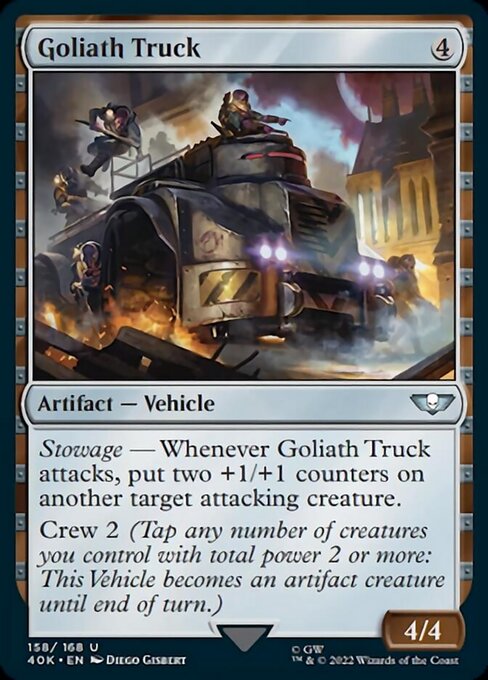 Goliath Truck 4
Artifact — Vehicle
Stowage — Whenever Goliath Truck
attacks, put two +1/+1 counters on
another target attacking creature.
Crew 2 (Tap any number of creatures
you control with total power 2 or more:
This Vehicle becomes an artifact creature
until end of turn.)
4/4
158/168 U
40K • EN Diego Gisbert
© GW
™ & © 2022 Wizards of the Coast